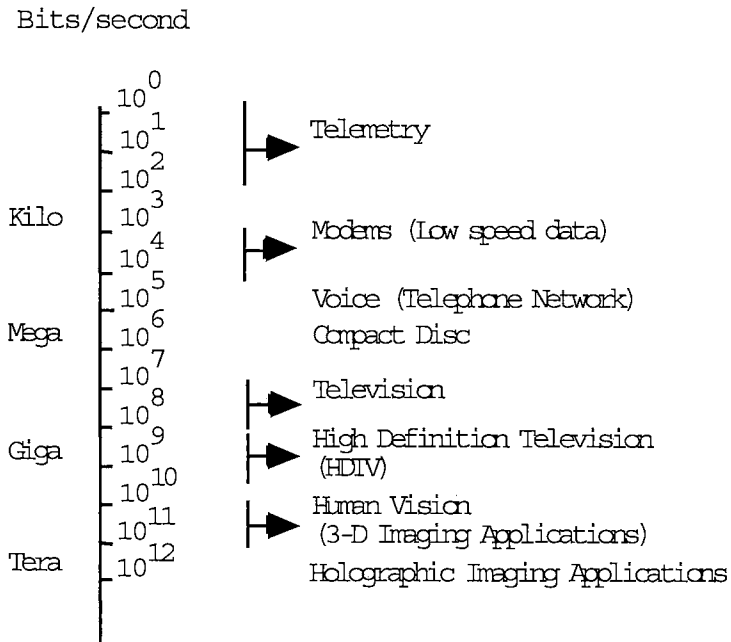 Bits/second
10^0
10^1
Telemetry
10^2
10^2
Kilo
10^3
Modems (Low speed data)
10^4
10^5
Voice (Telephone Network)
Mega
10^6
Compact Disc
10^7
Television
10^8
Giga
10^9
High Definition Television
(HDTV)
10^10
Human Vision
10^11
(3-D Imaging Applications)
Tera
10^12
Holographic Imaging Applications